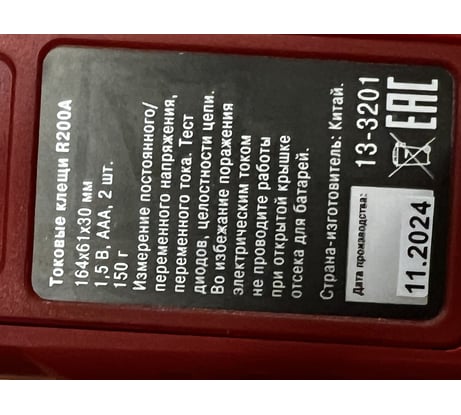 Токовые клещи R200A
164x61x30 мм
1,5 В, AAA, 2 шт.
150 г
Измерение постоянного/
переменного напряжения,
переменного тока. Тест
диодов, целостности цепи.
Во избежание поражения
электрическим током
не проводите работы
при открытой крышке
отсека для батарей.
Страна-изготовитель: Китай.
13-3201
EAC
Дата производства:
11.2024